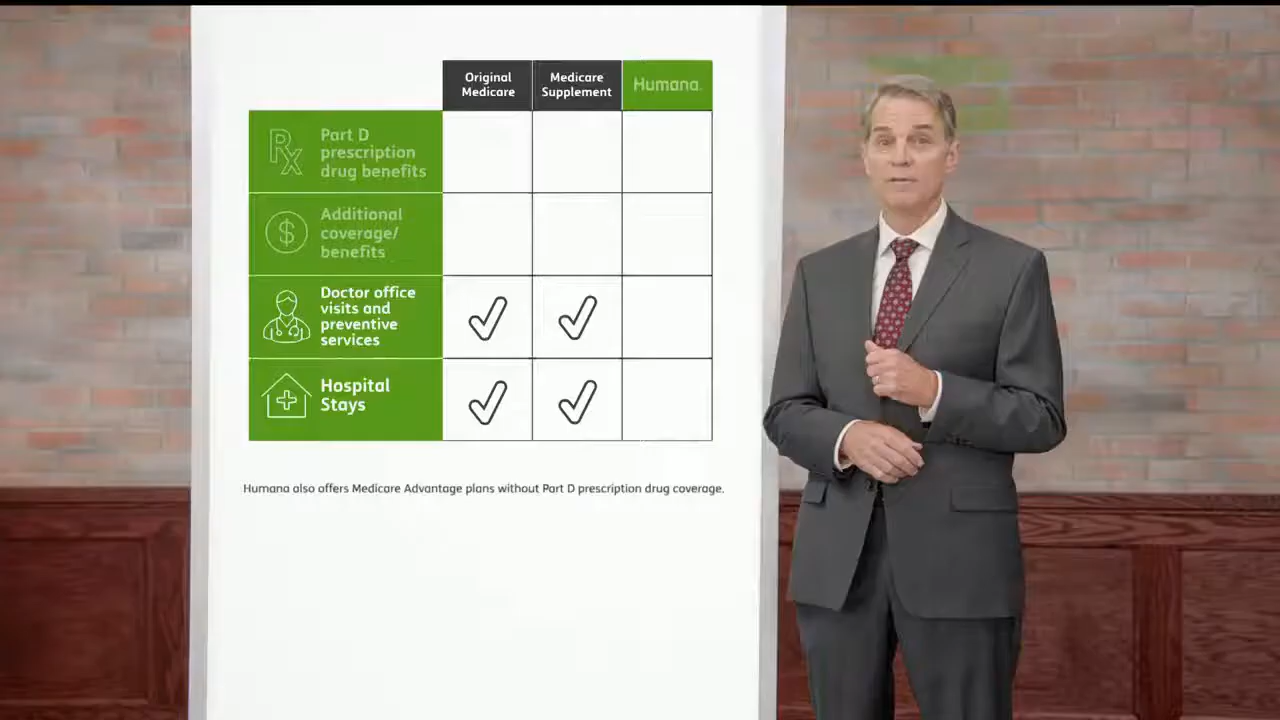 Original
Medicare
Medicare
Supplement
Humana.
Rx
Part D
prescription
drug benefits
$
Additional
coverage/
benefits
Doctor office
visits and
preventive
services
Hospital
Stays
Humana also offers Medicare Advantage plans without Part D prescription drug coverage.